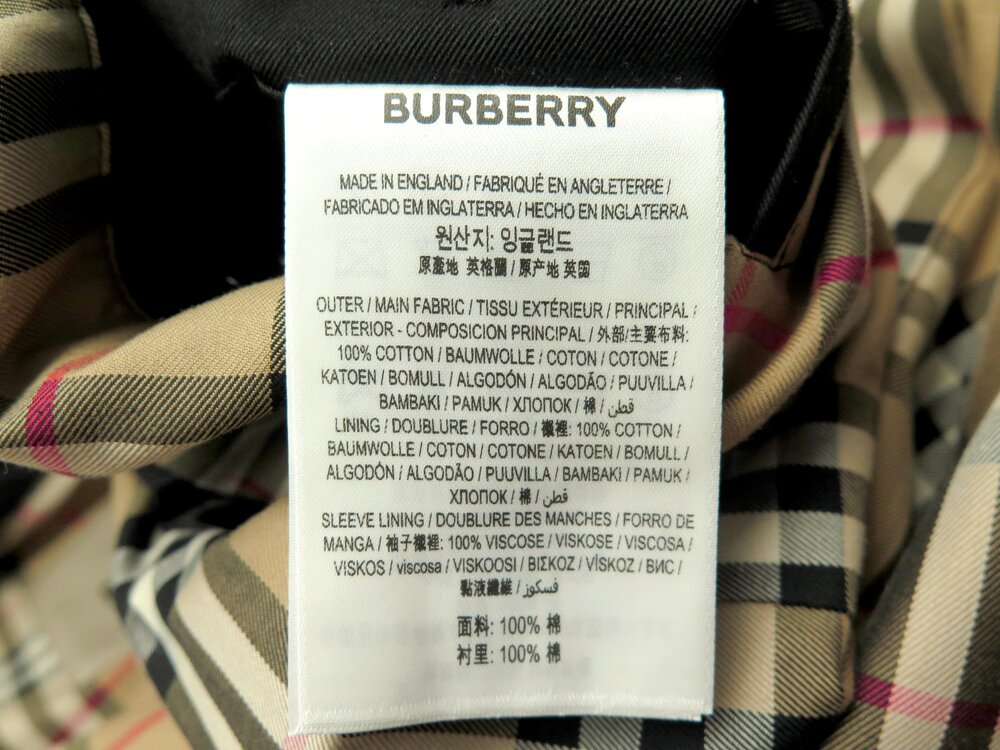 BURBERRY
MADE IN ENGLAND / FABRIQUÉ EN ANGLETERRE /
FABRICADO EM INGLATERRA / HECHO EN INGLATERRA
원산지: 잉글랜드
原產地 英格蘭 / 原产地 英国
OUTER / MAIN FABRIC / TISSU EXTÉRIEUR / PRINCIPAL /
EXTERIOR - COMPOSICION PRINCIPAL / 外部/主要布料:
100% COTTON / BAUMWOLLE / COTON / COTONE /
KATOEN / BOMULL / ALGODÓN / ALGODÃO / PUUVILLA /
BAMBAKI / PAMUK / ХЛОПОК / 棉 / قطن
LINING / DOUBLURE / FORRO / 襯裡: 100% COTTON /
BAUMWOLLE / COTON / COTONE / KATOEN / BOMULL /
ALGODÓN / ALGODÃO / PUUVILLA / BAMBAKI / PAMUK /
ХЛОПОК / 棉 / قطن
SLEEVE LINING / DOUBLURE DES MANCHES / FORRO DE
MANGA / 袖子襯裡: 100% VISCOSE / VISKOSE / VISCOSA /
VISKOS / viscosa / VISKOOSI / ΒΙΣΚΟΖ / VİSKOZ / ВИС /
黏液纖維 / فسكوز
面料: 100% 棉
衬里: 100% 棉